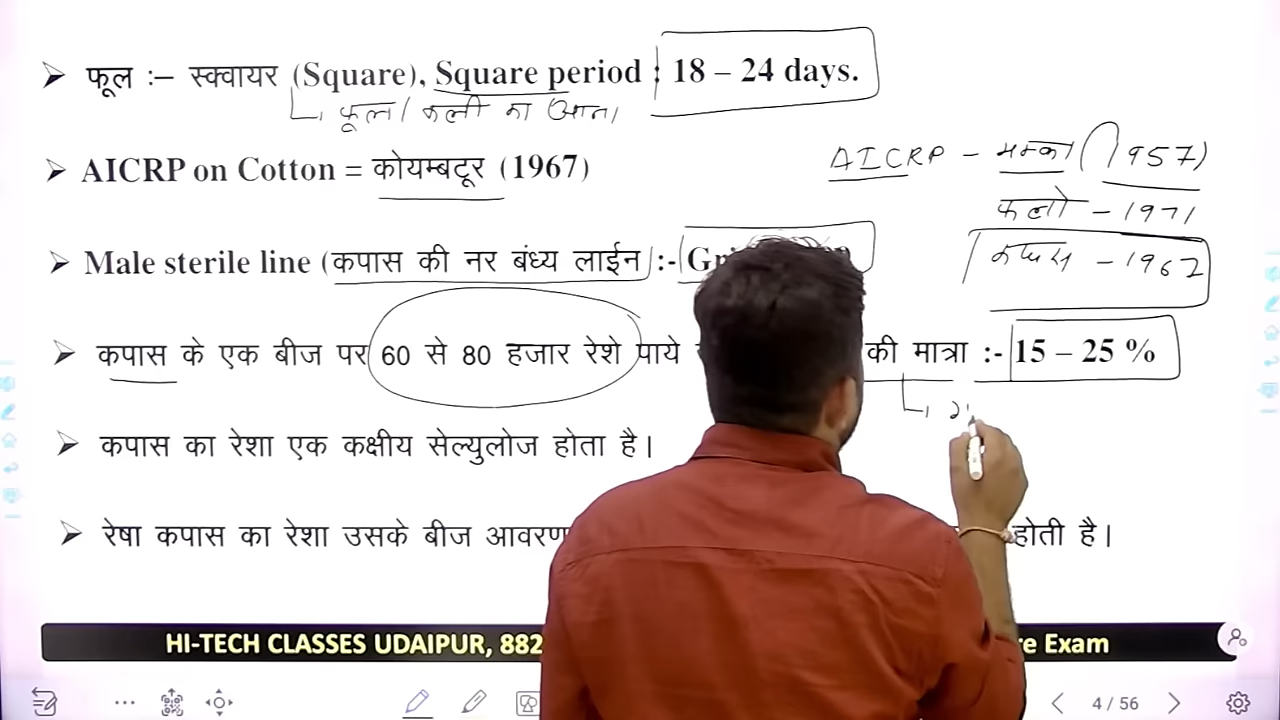 ➢ फूल :– स्क्वायर (Square), Square period : 18 – 24 days.
फूल / कली का आना
➢ AICRP on Cotton = कोयम्बटूर (1967)
AICRP – मक्का (1957)
फलो – 1971
कपास – 1967
➢ Male sterile line (कपास की नर बंध्य लाईन) :-
➢ कपास के एक बीज पर 60 से 80 हजार रेशे पाये की मात्रा :- 15 – 25 %
➢ कपास का रेशा एक कक्षीय सेल्युलोज होता है।
➢ रेषा कपास का रेशा उसके बीज आवरण होती है।
HI-TECH CLASSES UDAIPUR, 882 Exam
4 / 56